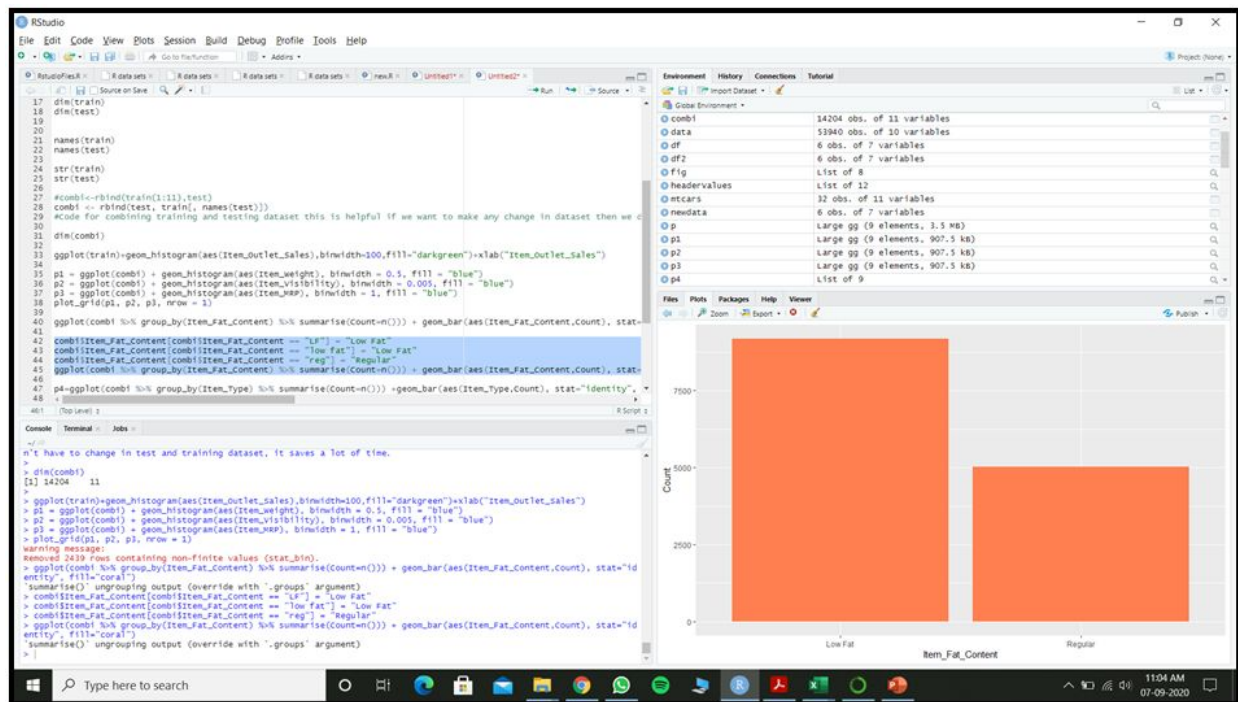 RStudio
File Edit Code View Plots Session Build Debug Profile Tools Help
Go to file/function Addins
Project: (None)
RstudioFies.R R data sets R data sets R data sets R data sets new.R Untitled1* Untitled2*
Source on Save Run Source
17 dim(train)
18 dim(test)
19
20
21 names(train)
22 names(test)
23
24 str(train)
25 str(test)
26
27 #combi<-rbind(train(1:11),test)
28 combi <- rbind(test, train[, names(test)])
29 #Code for combining training and testing dataset this is helpful if we want to make any change in dataset then we d
30
31 dim(combi)
32
33 ggplot(train)+geom_histogram(aes(Item_Outlet_Sales),binwidth=100,fill="darkgreen")+xlab("Item_Outlet_Sales")
34
35 p1 = ggplot(combi) + geom_histogram(aes(Item_Weight), binwidth = 0.5, fill = "blue")
36 p2 = ggplot(combi) + geom_histogram(aes(Item_Visibility), binwidth = 0.005, fill = "blue")
37 p3 = ggplot(combi) + geom_histogram(aes(Item_MRP), binwidth = 1, fill = "blue")
38 plot_grid(p1, p2, p3, nrow = 1)
39
40 ggplot(combi %>% group_by(Item_Fat_Content) %>% summarise(Count=n())) + geom_bar(aes(Item_Fat_Content,Count), stat=
41
42 combi$Item_Fat_Content[combi$Item_Fat_Content == "LF"] = "Low Fat"
43 combi$Item_Fat_Content[combi$Item_Fat_Content == "low fat"] = "Low Fat"
44 combi$Item_Fat_Content[combi$Item_Fat_Content == "reg"] = "Regular"
45 ggplot(combi %>% group_by(Item_Fat_Content) %>% summarise(Count=n())) + geom_bar(aes(Item_Fat_Content,Count), stat=
46
47 p4=ggplot(combi %>% group_by(Item_Type) %>% summarise(Count=n())) +geom_bar(aes(Item_Type,Count), stat="identity",
48
46:1 (Top Level) R Script
Console Terminal Jobs
~/
n't have to change in test and training dataset, it saves a lot of time.
>
> dim(combi)
[1] 14204 11
>
> ggplot(train)+geom_histogram(aes(Item_Outlet_Sales),binwidth=100,fill="darkgreen")+xlab("Item_Outlet_Sales")
> p1 = ggplot(combi) + geom_histogram(aes(Item_Weight), binwidth = 0.5, fill = "blue")
> p2 = ggplot(combi) + geom_histogram(aes(Item_Visibility), binwidth = 0.005, fill = "blue")
> p3 = ggplot(combi) + geom_histogram(aes(Item_MRP), binwidth = 1, fill = "blue")
> plot_grid(p1, p2, p3, nrow = 1)
Warning message:
Removed 2439 rows containing non-finite values (stat_bin).
> ggplot(combi %>% group_by(Item_Fat_Content) %>% summarise(Count=n())) + geom_bar(aes(Item_Fat_Content,Count), stat="id
entity", fill="coral")
`summarise()` ungrouping output (override with `.groups` argument)
> combi$Item_Fat_Content[combi$Item_Fat_Content == "LF"] = "Low Fat"
> combi$Item_Fat_Content[combi$Item_Fat_Content == "low fat"] = "Low Fat"
> combi$Item_Fat_Content[combi$Item_Fat_Content == "reg"] = "Regular"
> ggplot(combi %>% group_by(Item_Fat_Content) %>% summarise(Count=n())) + geom_bar(aes(Item_Fat_Content,Count), stat="id
entity", fill="coral")
`summarise()` ungrouping output (override with `.groups` argument)
>
Environment History Connections Tutorial
Import Dataset List
Global Environment
combi 14204 obs. of 11 variables
data 53940 obs. of 10 variables
df 6 obs. of 7 variables
df2 6 obs. of 7 variables
fig List of 8
headervalues List of 12
mtcars 32 obs. of 11 variables
newdata 6 obs. of 7 variables
p Large gg (9 elements, 3.5 MB)
p1 Large gg (9 elements, 907.5 kB)
p2 Large gg (9 elements, 907.5 kB)
p3 Large gg (9 elements, 907.5 kB)
p4 List of 9
Files Plots Packages Help Viewer
Zoom Export Publish
7500
5000
2500
0
Count
Low Fat Regular
Item_Fat_Content
Type here to search
11:04 AM
07-09-2020